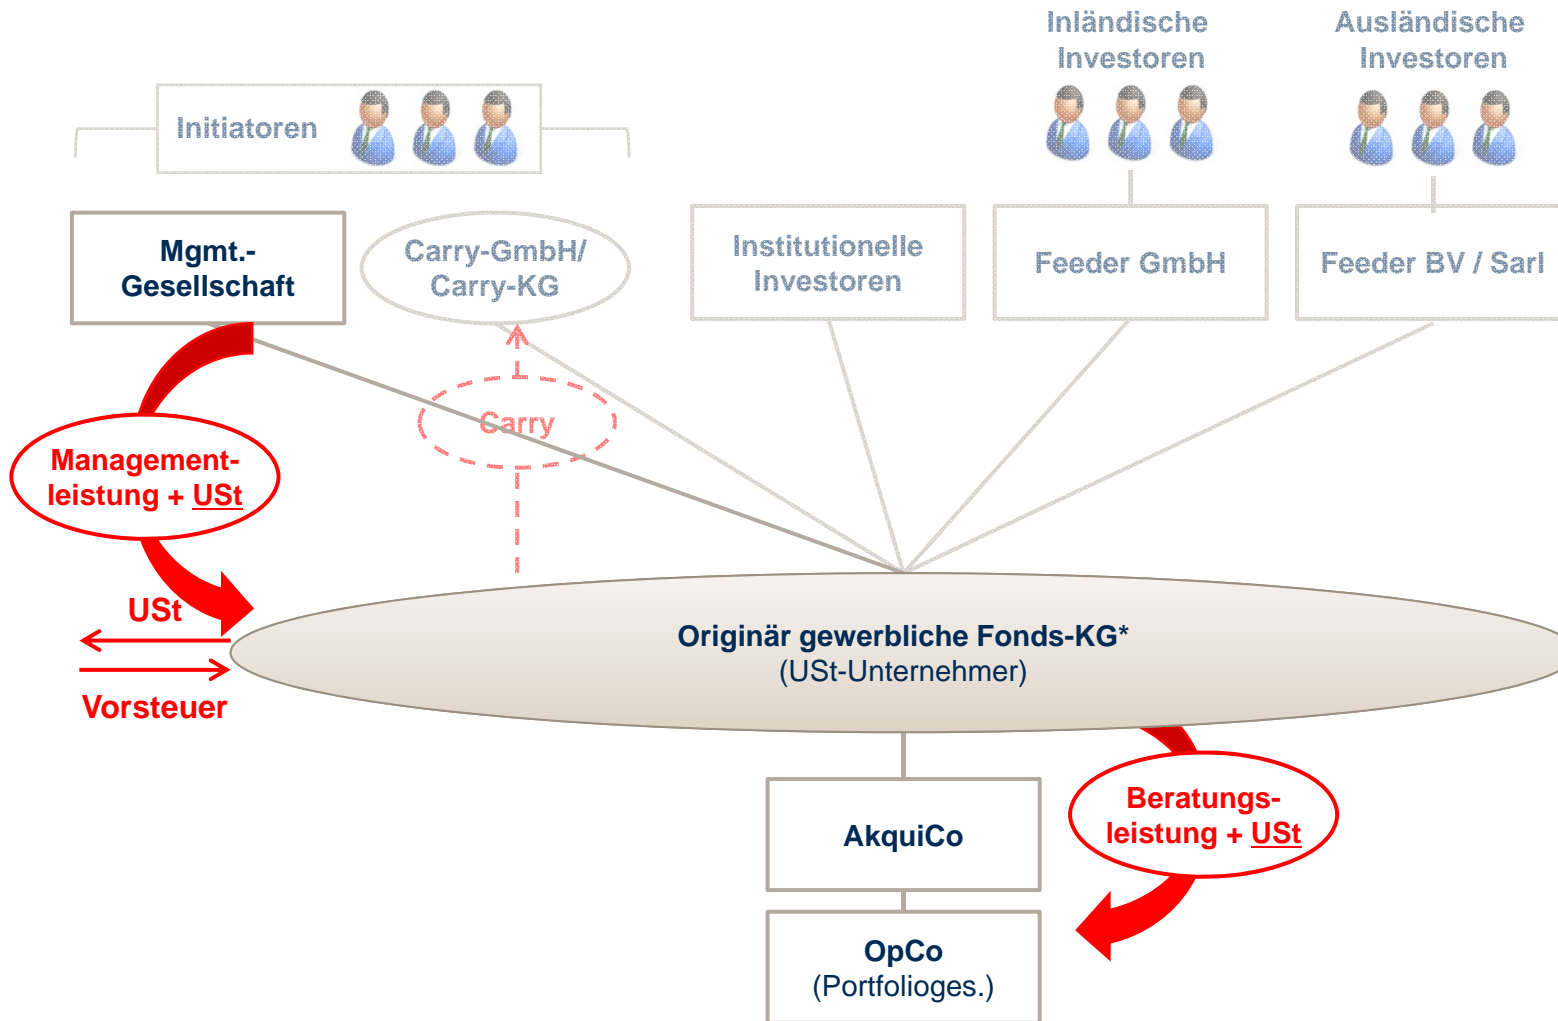 Inländische
Investoren
Ausländische
Investoren
Initiatoren
Mgmt.-
Gesellschaft
Carry-GmbH/
Carry-KG
Institutionelle
Investoren
Feeder GmbH
Feeder BV / Sarl
Carry
Management-
leistung + USt
USt
Vorsteuer
Originär gewerbliche Fonds-KG*
(USt-Unternehmer)
AkquiCo
Beratungs-
leistung + USt
OpCo
(Portfolioges.)